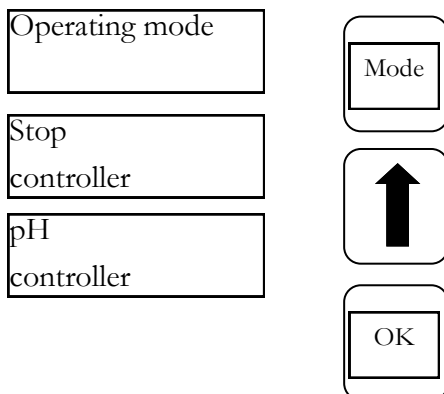 Operating mode
Mode
Stop
controller
pH
controller
OK